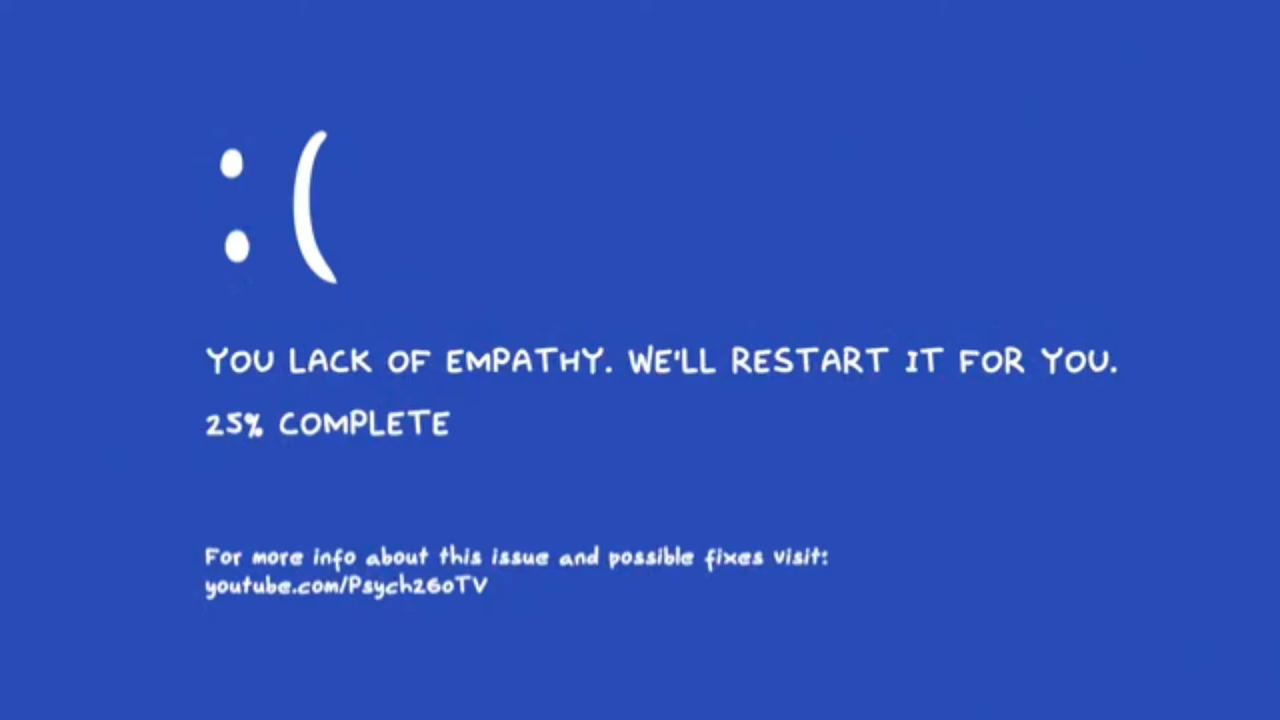 :(
YOU LACK OF EMPATHY. WE'LL RESTART IT FOR YOU.
25% COMPLETE
For more info about this issue and possible fixes visit:
youtube.com/Psych260TV